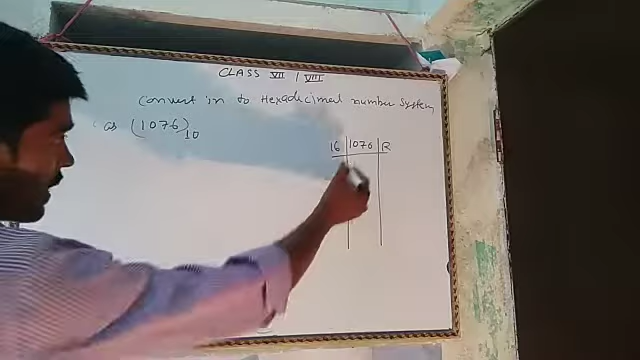 CLASS VII / VIII
Convert in to Hexadecimal number System,
(1076)10
16 1076 R